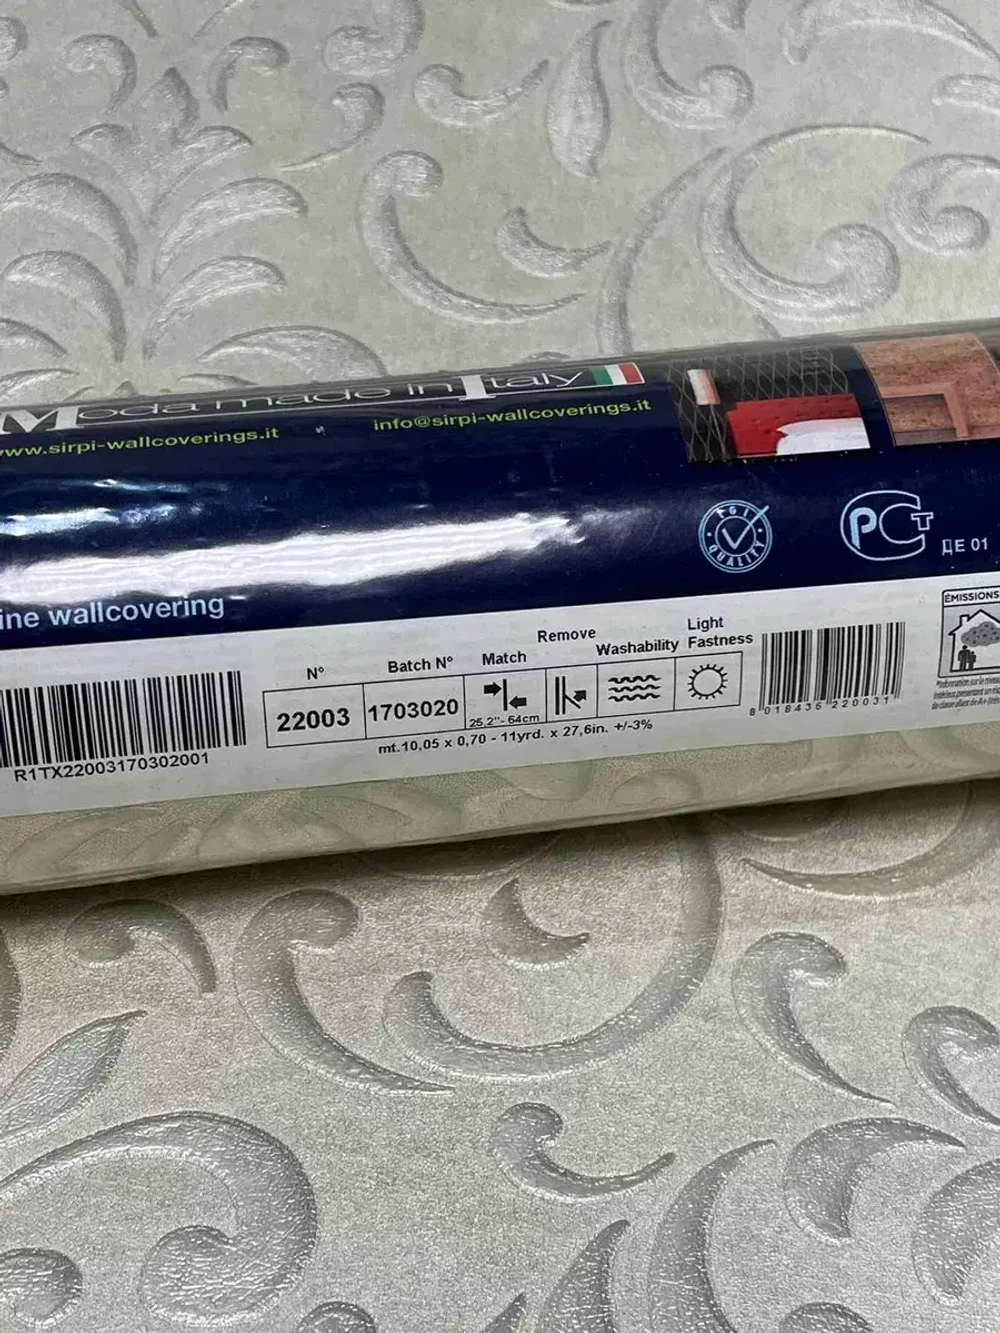 Moda made in Italy
www.sirpi-wallcoverings.it
info@sirpi-wallcoverings.it
PGI QUALITY
PCT
ДЕ 01
ine wallcovering
N° Batch N° Match Remove Washability Light Fastness
22003 1703020 25,2"- 64cm
mt.10,05 x 0,70 - 11yrd. x 27,6in. +/-3%
R1TX22003170302001
8 018436 220031
ÉMISSIONS